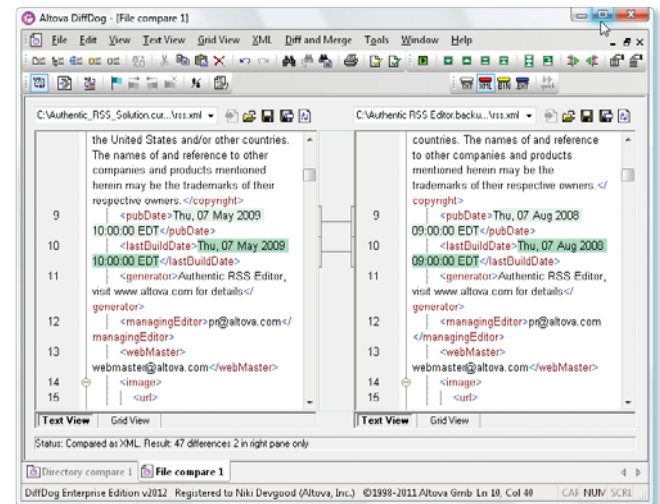 Altova DiffDog - [File compare 1]
File Edit View Text View Grid View XML Diff and Merge Tools Window Help
C:\Authentic_RSS_Solution.cur...\rss.xml
C:\Authentic RSS Editor.backu...\rss.xml
the United States and/or other countries.
The names of and reference to other
companies and products mentioned
herein may be the trademarks of their
respective owners.</copyright>
9 <pubDate>Thu, 07 May 2009
10:00:00 EDT</pubDate>
10 <lastBuildDate>Thu, 07 May 2009
10:00:00 EDT</lastBuildDate>
11 <generator>Authentic RSS Editor,
visit www.altova.com for details</
generator>
12 <managingEditor>pr@altova.com</
managingEditor>
13 <webMaster>
webmaster@altova.com</webMaster>
14 <image>
15 <url>
countries. The names of and reference
to other companies and products
mentioned herein may be the
trademarks of their respective owners.</
copyright>
9 <pubDate>Thu, 07 Aug 2008
09:00:00 EDT</pubDate>
10 <lastBuildDate>Thu, 07 Aug 2008
09:00:00 EDT</lastBuildDate>
11 <generator>Authentic RSS Editor,
visit www.altova.com for details</
generator>
12 <managingEditor>pr@altova.com
</managingEditor>
13 <webMaster>
webmaster@altova.com</webMaster>
14 <image>
15 <url>
Text View Grid View
Text View Grid View
Status: Compared as XML. Result: 47 differences 2 in right pane only
Directory compare 1 File compare 1
DiffDog Enterprise Edition v2012 Registered to Niki Devgood (Altova, Inc.) ©1998-2011 Altova Gmb Ln 10, Col 40 CAP NUM SCRL